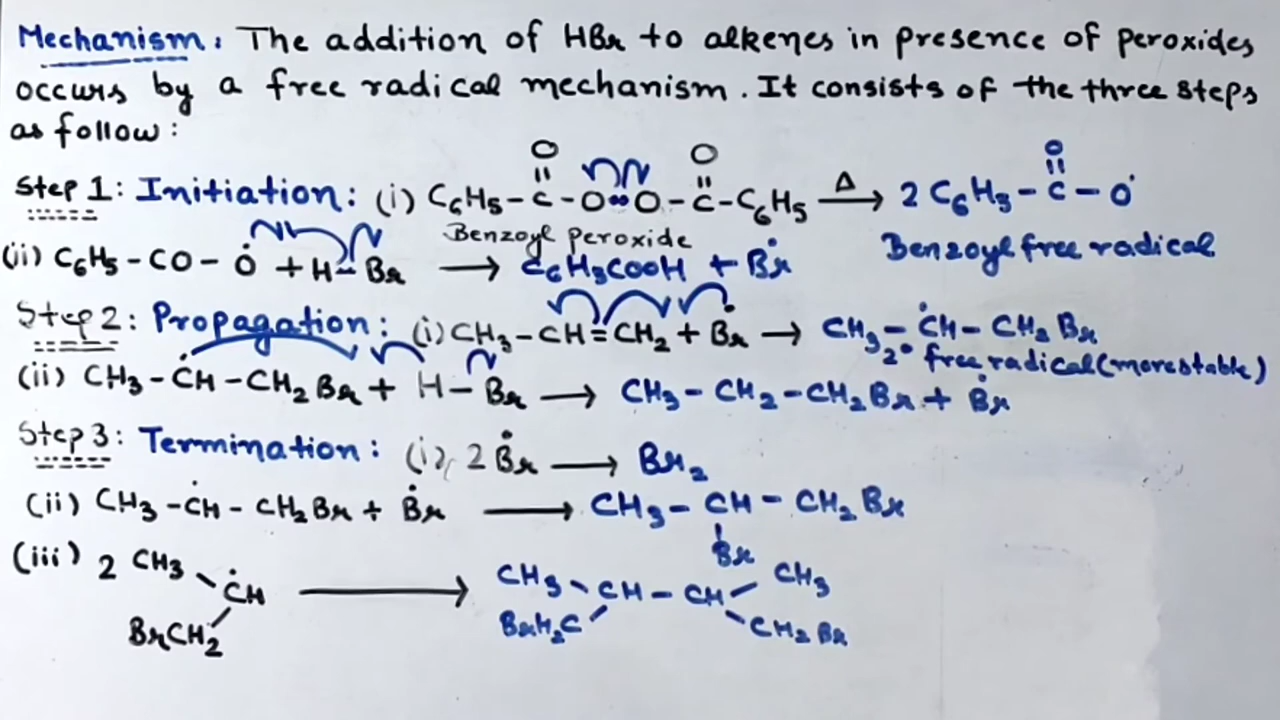 Mechanism: The addition of HBr to alkenes in presence of peroxides
occurs by a free radical mechanism. It consists of the three steps
as follow:
O O O
Step 1: Initiation: (i) C6H5-C-O-O-C-C6H5 Δ→ 2 C6H5-C-O•
Benzoyl peroxide Benzoyl free radical
(ii) C6H5-CO-O• + H-Br → C6H5COOH + Br•
Step 2: Propagation: (i) CH3-CH=CH2 + Br• → CH3-ĊH-CH2Br
2° free radical (more stable)
(ii) CH3-ĊH-CH2Br + H-Br → CH3-CH2-CH2Br + Br•
Step 3: Termination: (i) 2Br• → Br2
(ii) CH3-ĊH-CH2Br + Br• → CH3-CH-CH2Br
Br
(iii) 2 CH3 CH3 CH3
ĊH → CH-CH
BrCH2 BrH2C CH2Br